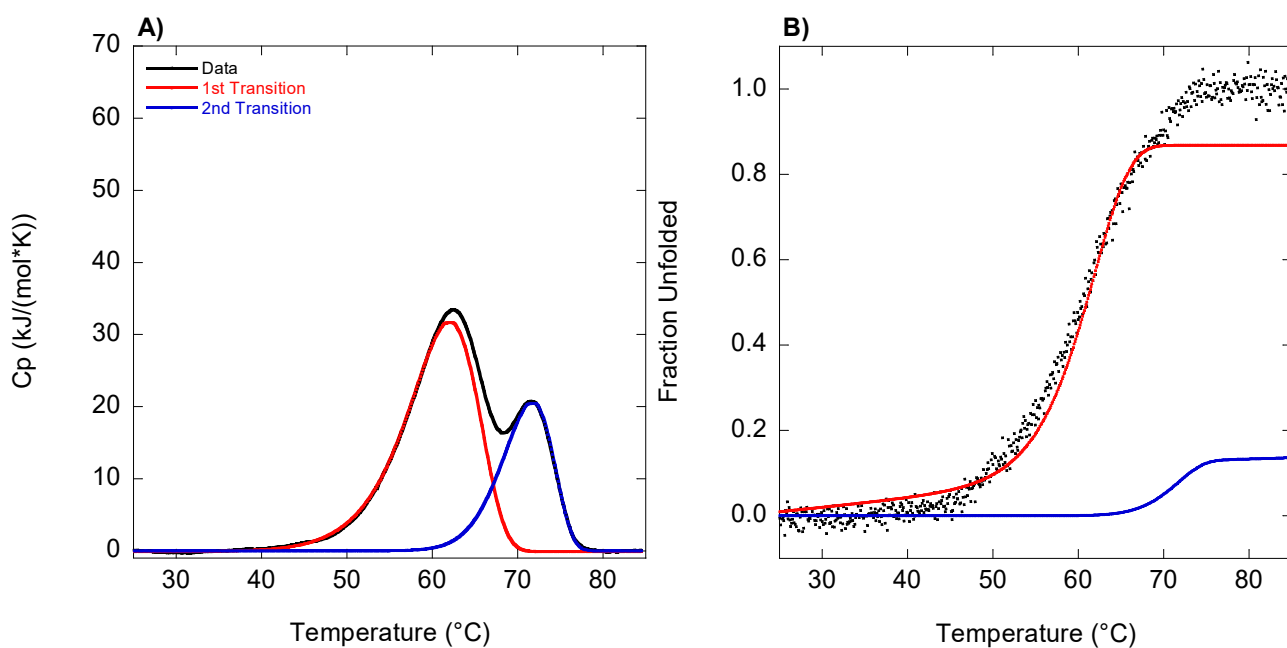 A)
70
60
50
40
30
20
10
0
Data
1st Transition
2nd Transition
Cp (kJ/(mol*K))
30 40 50 60 70 80
Temperature (°C)
B)
1.0
0.8
0.6
0.4
0.2
0.0
Fraction Unfolded
30 40 50 60 70 80
Temperature (°C)